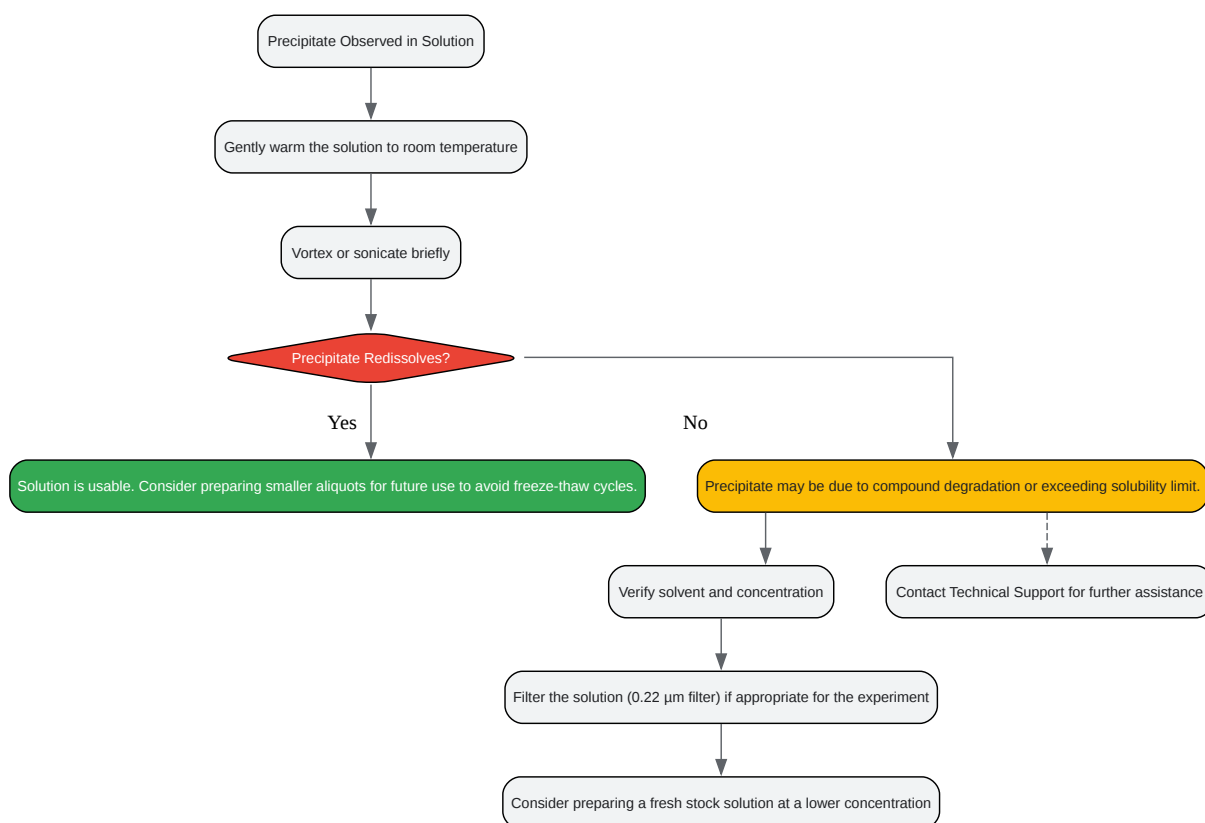 Precipitate Observed in Solution
Gently warm the solution to room temperature
Vortex or sonicate briefly
Precipitate Redissolves?
Yes
No
Solution is usable. Consider preparing smaller aliquots for future use to avoid freeze-thaw cycles.
Precipitate may be due to compound degradation or exceeding solubility limit.
Verify solvent and concentration
Contact Technical Support for further assistance
Filter the solution (0.22 µm filter) if appropriate for the experiment
Consider preparing a fresh stock solution at a lower concentration